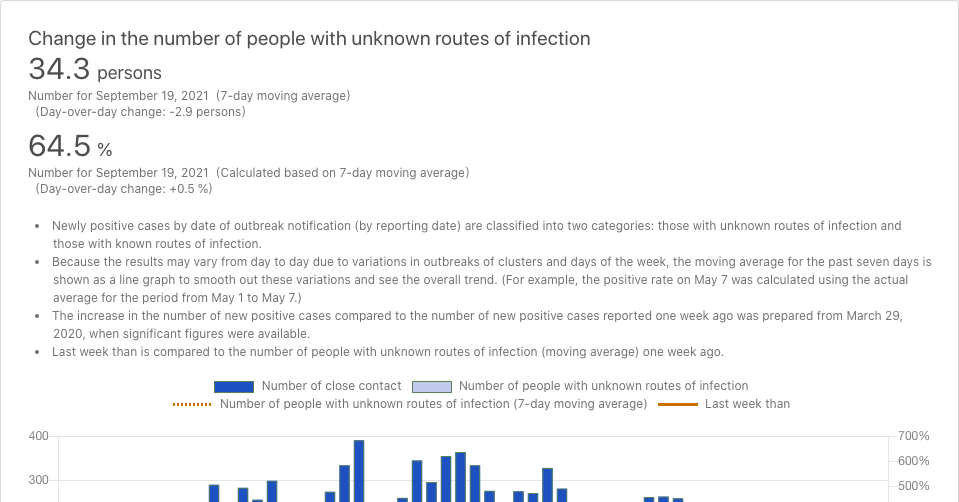 Change in the number of people with unknown routes of infection
34.3 persons
Number for September 19, 2021 (7-day moving average)
(Day-over-day change: -2.9 persons)
64.5 %
Number for September 19, 2021 (Calculated based on 7-day moving average)
(Day-over-day change: +0.5 %)
• Newly positive cases by date of outbreak notification (by reporting date) are classified into two categories: those with unknown routes of infection and
those with known routes of infection.
• Because the results may vary from day to day due to variations in outbreaks of clusters and days of the week, the moving average for the past seven days is
shown as a line graph to smooth out these variations and see the overall trend. (For example, the positive rate on May 7 was calculated using the actual
average for the period from May 1 to May 7.)
• The increase in the number of new positive cases compared to the number of new positive cases reported one week ago was prepared from March 29,
2020, when significant figures were available.
• Last week than is compared to the number of people with unknown routes of infection (moving average) one week ago.
Number of close contact Number of people with unknown routes of infection
Number of people with unknown routes of infection (7-day moving average) Last week than
400 700%
600%
300 500%